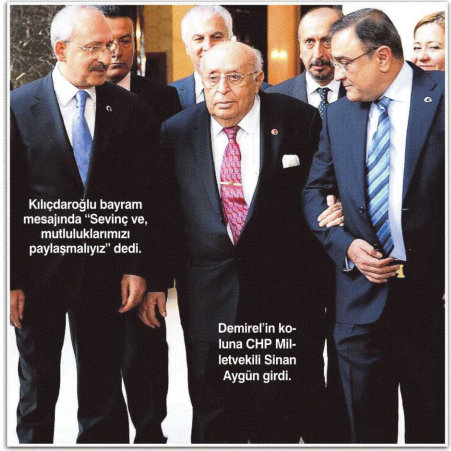 Kılıçdaroğlu bayram
mesajında “Sevinç ve,
mutluluklarımızı
paylaşmalıyız” dedi.
Demirel’in ko-
luna CHP Mil-
letvekili Sinan
Aygün girdi.